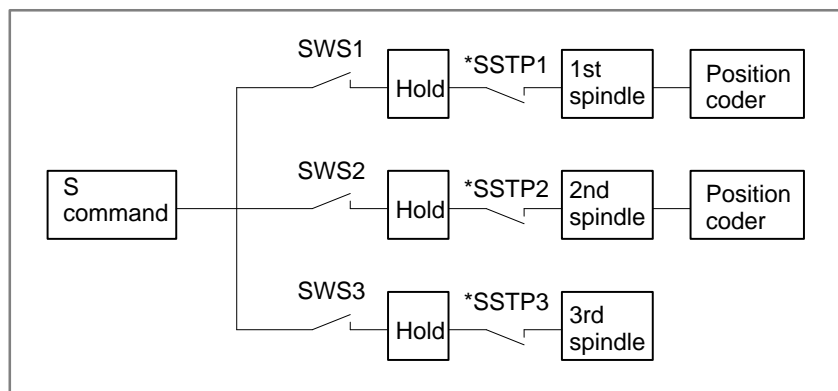 SWS1
Hold
*SSTP1
1st
spindle
Position
coder
S
command
SWS2
Hold
*SSTP2
2nd
spindle
Position
coder
SWS3
Hold
*SSTP3
3rd
spindle